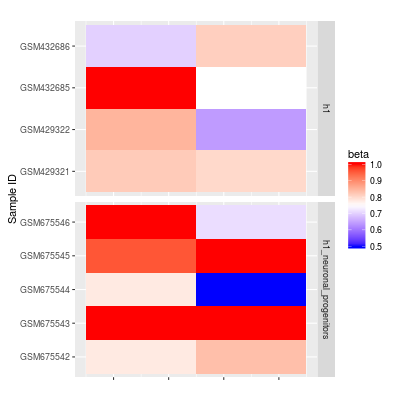 GSM432686
GSM432685
GSM429322
GSM429321
h1
Sample ID
GSM675546
GSM675545
GSM675544
GSM675543
GSM675542
h1_neuronal_progenitors
beta
1.0
0.9
0.8
0.7
0.6
0.5